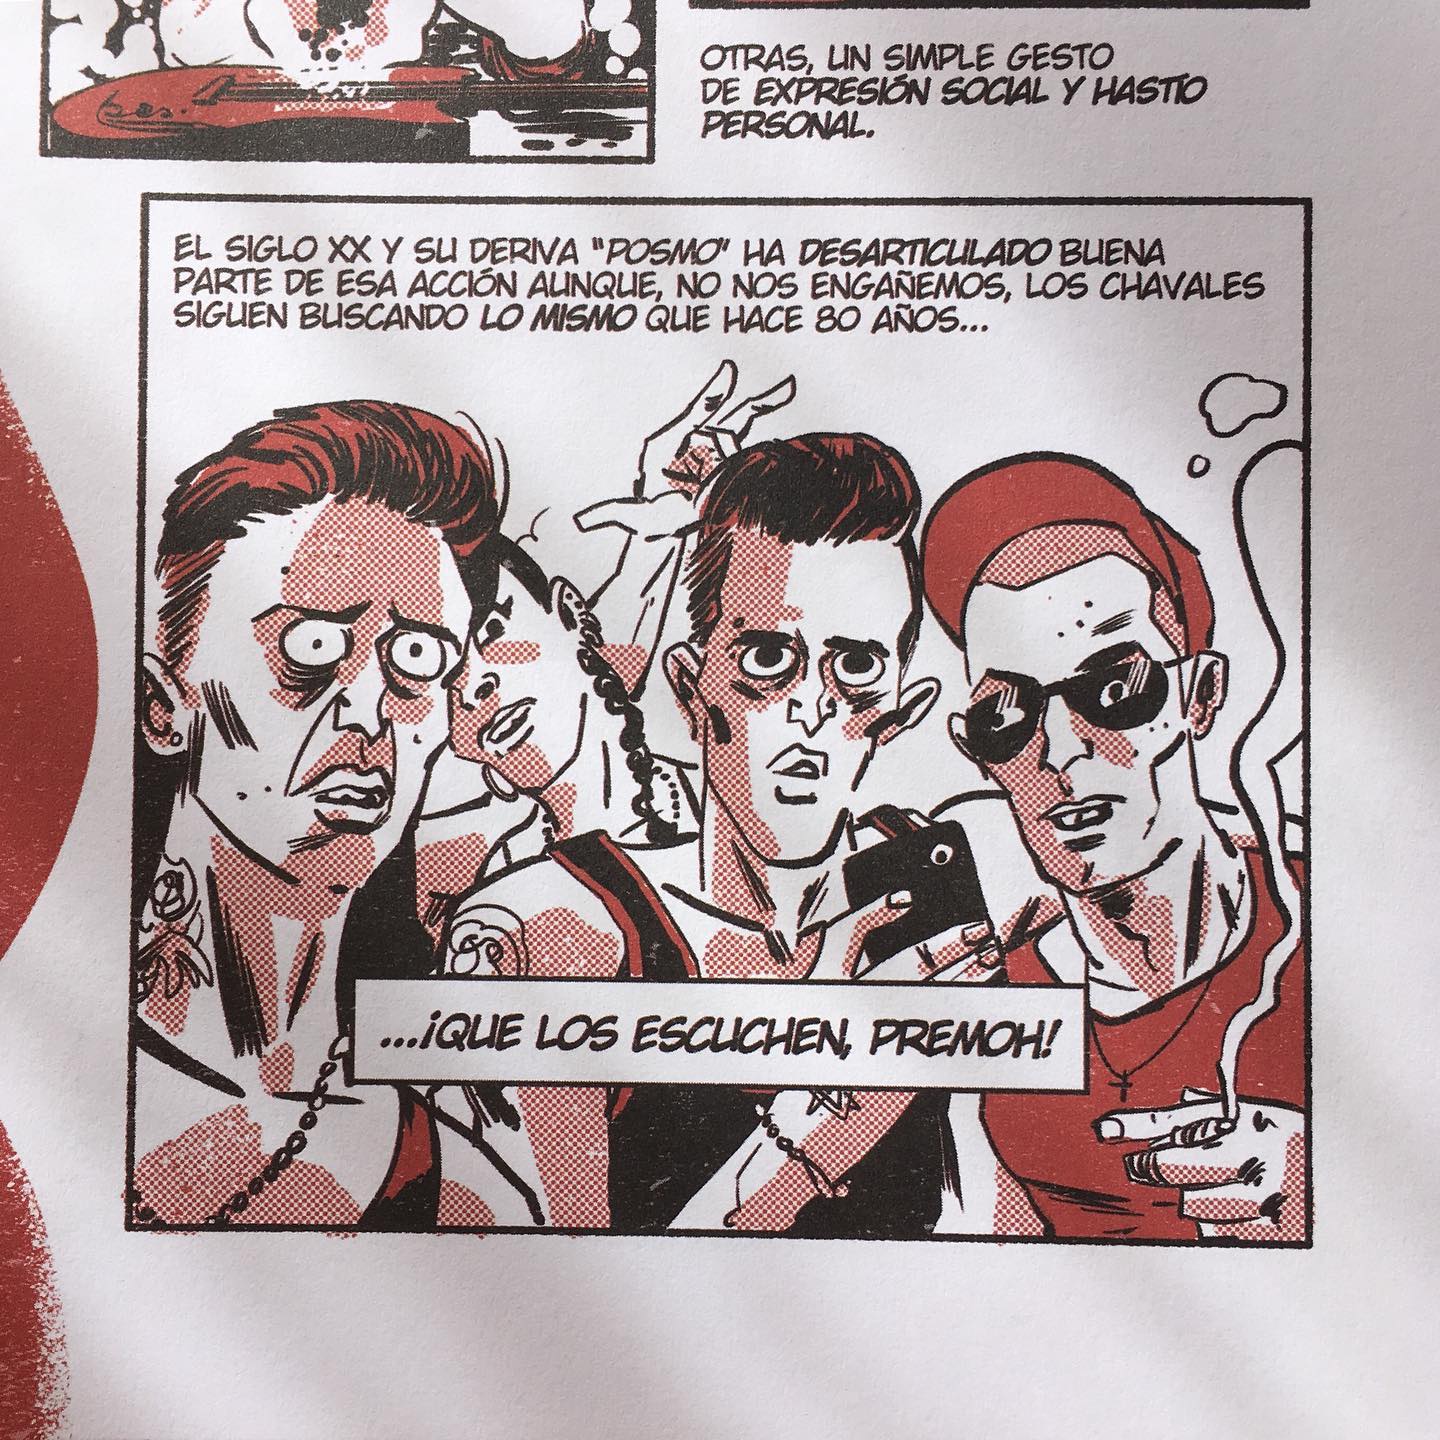 OTRAS, UN SIMPLE GESTO
DE EXPRESIÓN SOCIAL Y HASTÍO
PERSONAL.
EL SIGLO XX Y SU DERIVA "POSMO" HA DESARTICULADO BUENA
PARTE DE ESA ACCIÓN AUNQUE, NO NOS ENGAÑEMOS, LOS CHAVALES
SIGUEN BUSCANDO LO MISMO QUE HACE 80 AÑOS...
...¡QUE LOS ESCUCHEN, PREMOH!